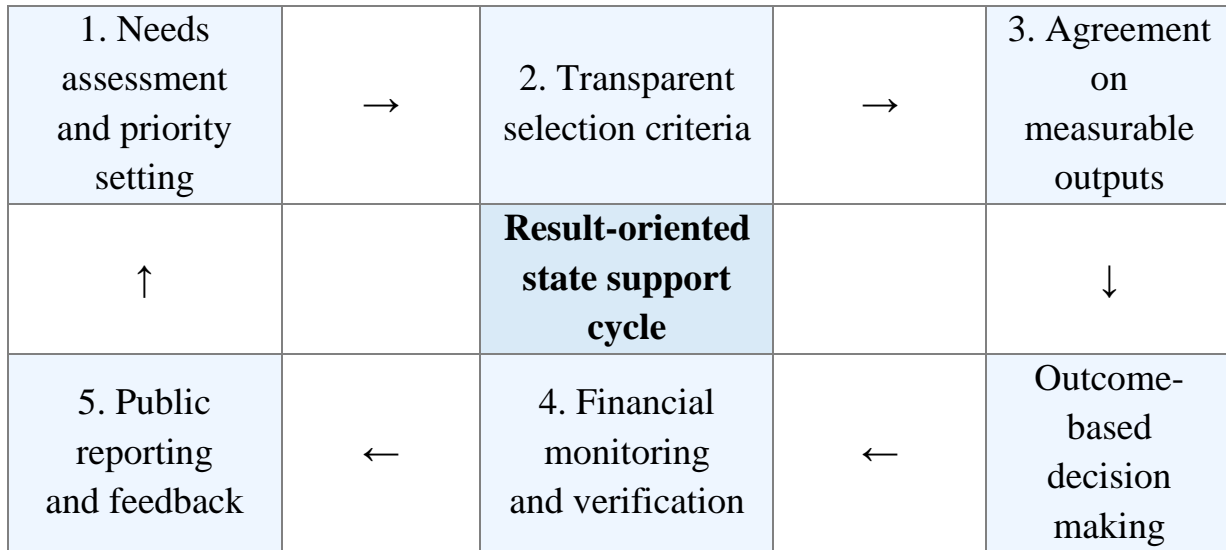 1. Needs
assessment
and priority
setting
→
2. Transparent
selection criteria
→
3. Agreement
on
measurable
outputs
↑
Result-oriented
state support
cycle
↓
5. Public
reporting
and feedback
←
4. Financial
monitoring
and verification
←
Outcome-
based
decision
making